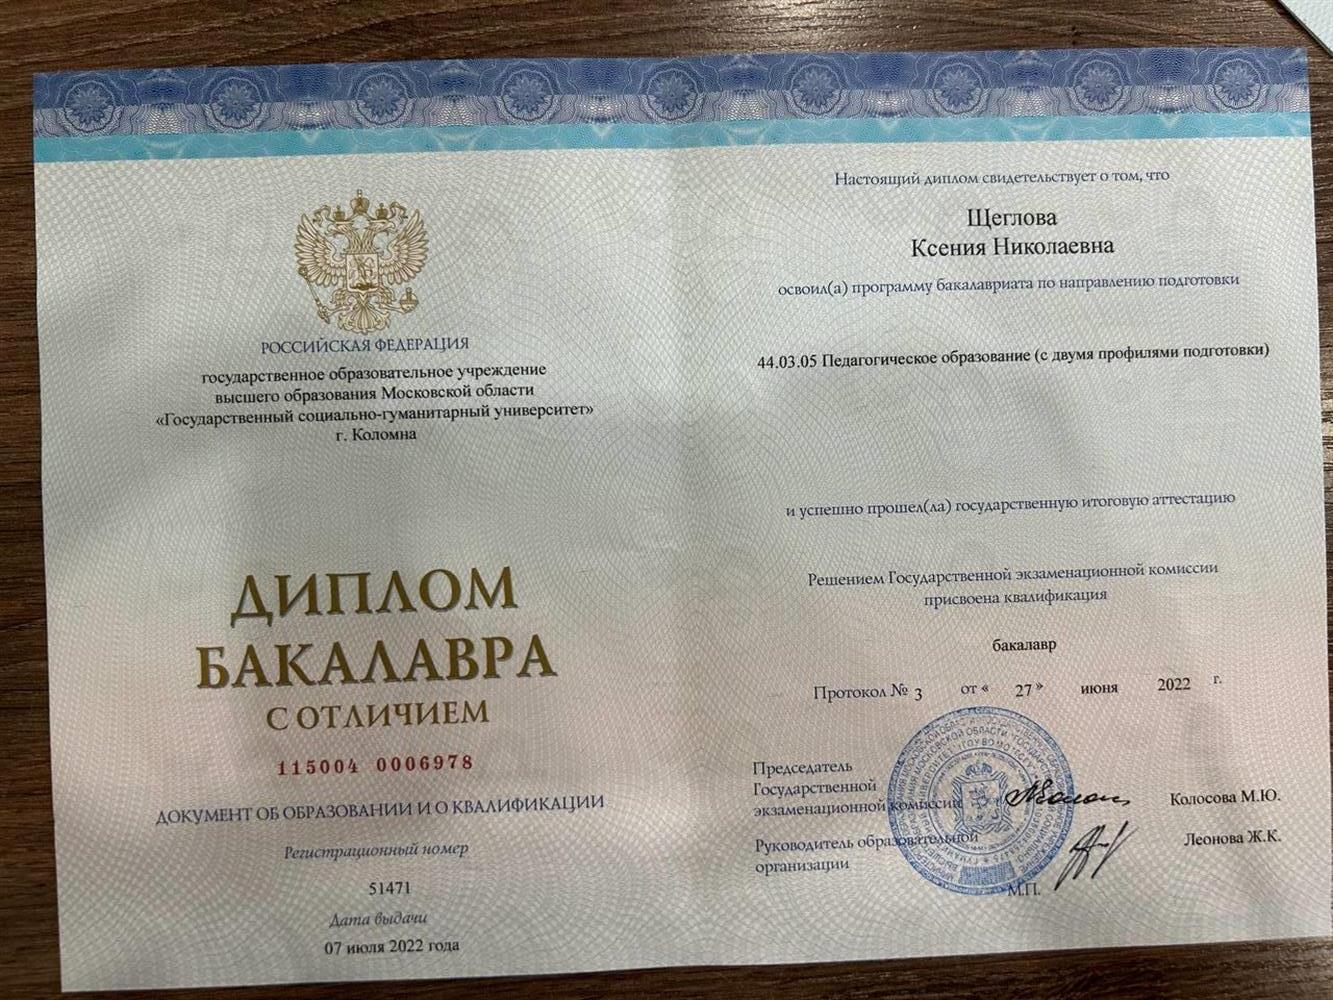 РОССИЙСКАЯ ФЕДЕРАЦИЯ
государственное образовательное учреждение
высшего образования Московской области
«Государственный социально-гуманитарный университет»
г. Коломна
ДИПЛОМ
БАКАЛАВРА
С ОТЛИЧИЕМ
115004 0006978
ДОКУМЕНТ ОБ ОБРАЗОВАНИИ И О КВАЛИФИКАЦИИ
Регистрационный номер
51471
Дата выдачи
07 июля 2022 года
Настоящий диплом свидетельствует о том, что
Щеглова
Ксения Николаевна
освоил(а) программу бакалавриата по направлению подготовки
44.03.05 Педагогическое образование (с двумя профилями подготовки)
и успешно прошел(ла) государственную итоговую аттестацию
Решением Государственной экзаменационной комиссии
присвоена квалификация
бакалавр
Протокол № 3 от « 27 » июня 2022 г.
Председатель
Государственной
экзаменационной комиссии
Колосова М.Ю.
Руководитель образовательной
организации
Леонова Ж.К.
М.П.